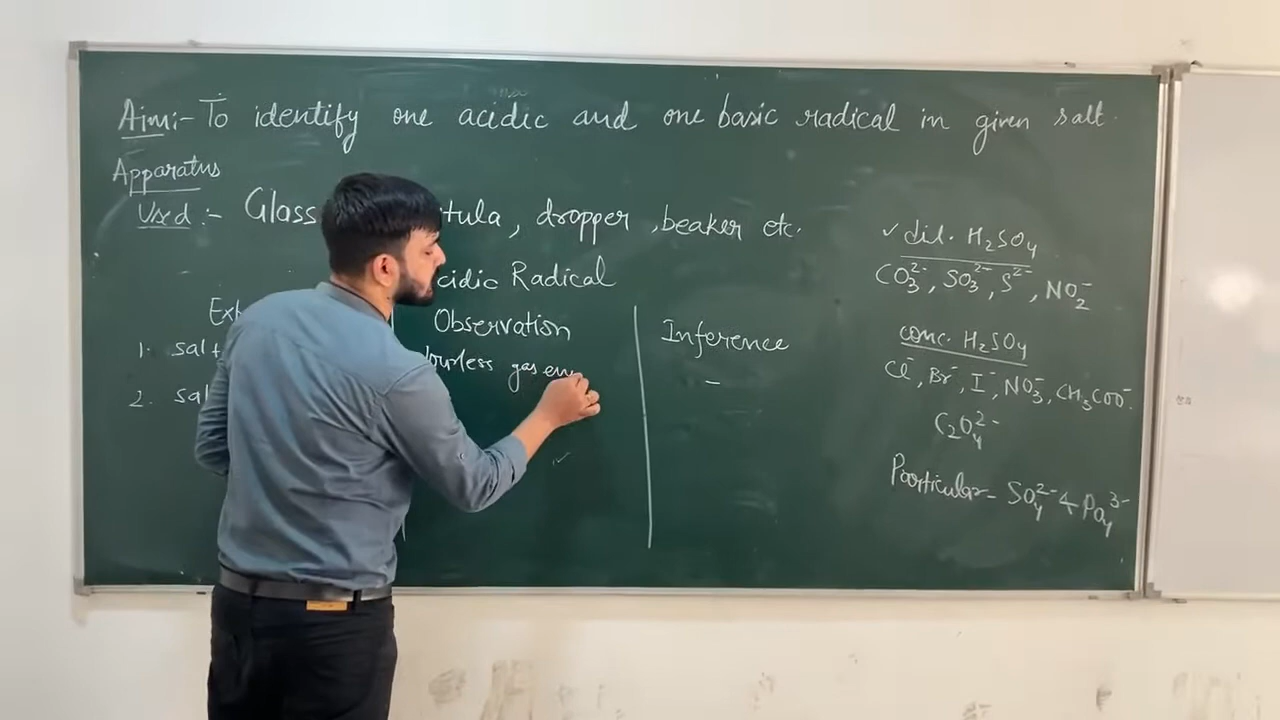 Aim:- To identify one acidic and one basic radical in given salt.
Apparatus
Used :- Glass tula, dropper, beaker etc.
cidic Radical
Exp Observation Inference
1. salt lourless gas ev –
2. sal
✓ dil. H₂SO₄
CO₃²⁻, SO₃²⁻, S²⁻, NO₂⁻
conc. H₂SO₄
Cl⁻, Br⁻, I⁻, NO₃⁻, CH₃COO⁻.
C₂O₄²⁻
Particular- SO₄²⁻ & PO₄³⁻